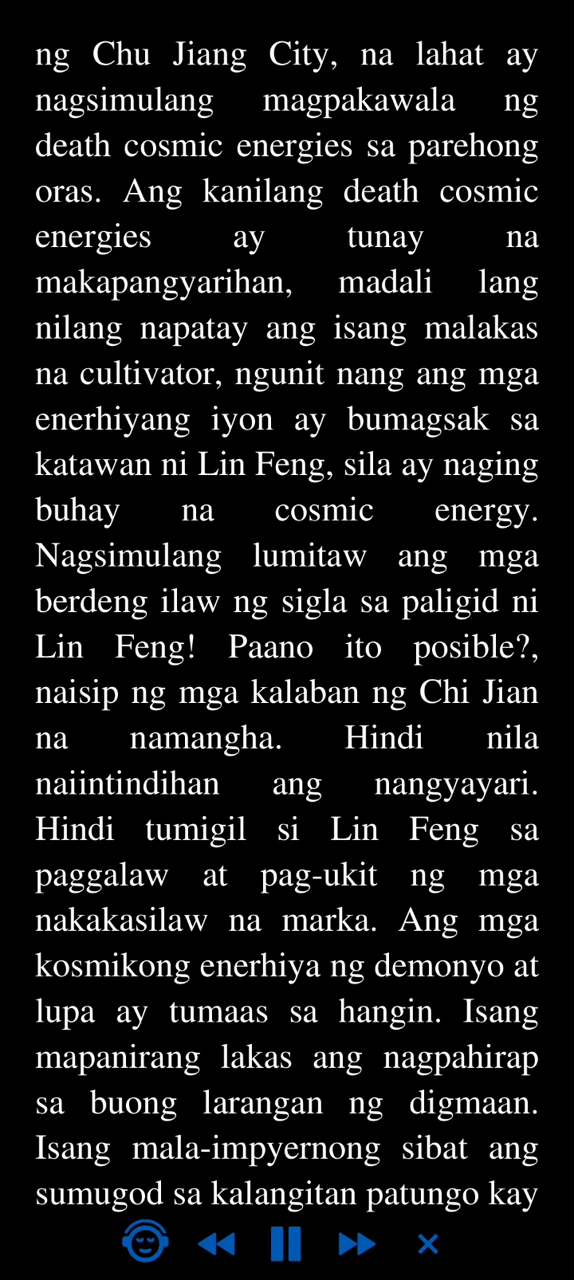 ng Chu Jiang City, na lahat ay
nagsimulang magpakawala ng
death cosmic energies sa parehong
oras. Ang kanilang death cosmic
energies ay tunay na
makapangyarihan, madali lang
nilang napatay ang isang malakas
na cultivator, ngunit nang ang mga
enerhiyang iyon ay bumagsak sa
katawan ni Lin Feng, sila ay naging
buhay na cosmic energy.
Nagsimulang lumitaw ang mga
berdeng ilaw ng sigla sa paligid ni
Lin Feng! Paano ito posible?,
naisip ng mga kalaban ng Chi Jian
na namangha. Hindi nila
naiintindihan ang nangyayari.
Hindi tumigil si Lin Feng sa
paggalaw at pag-ukit ng mga
nakakasilaw na marka. Ang mga
kosmikong enerhiya ng demonyo at
lupa ay tumaas sa hangin. Isang
mapanirang lakas ang nagpahirap
sa buong larangan ng digmaan.
Isang mala-impyernong sibat ang
sumugod sa kalangitan patungo kay